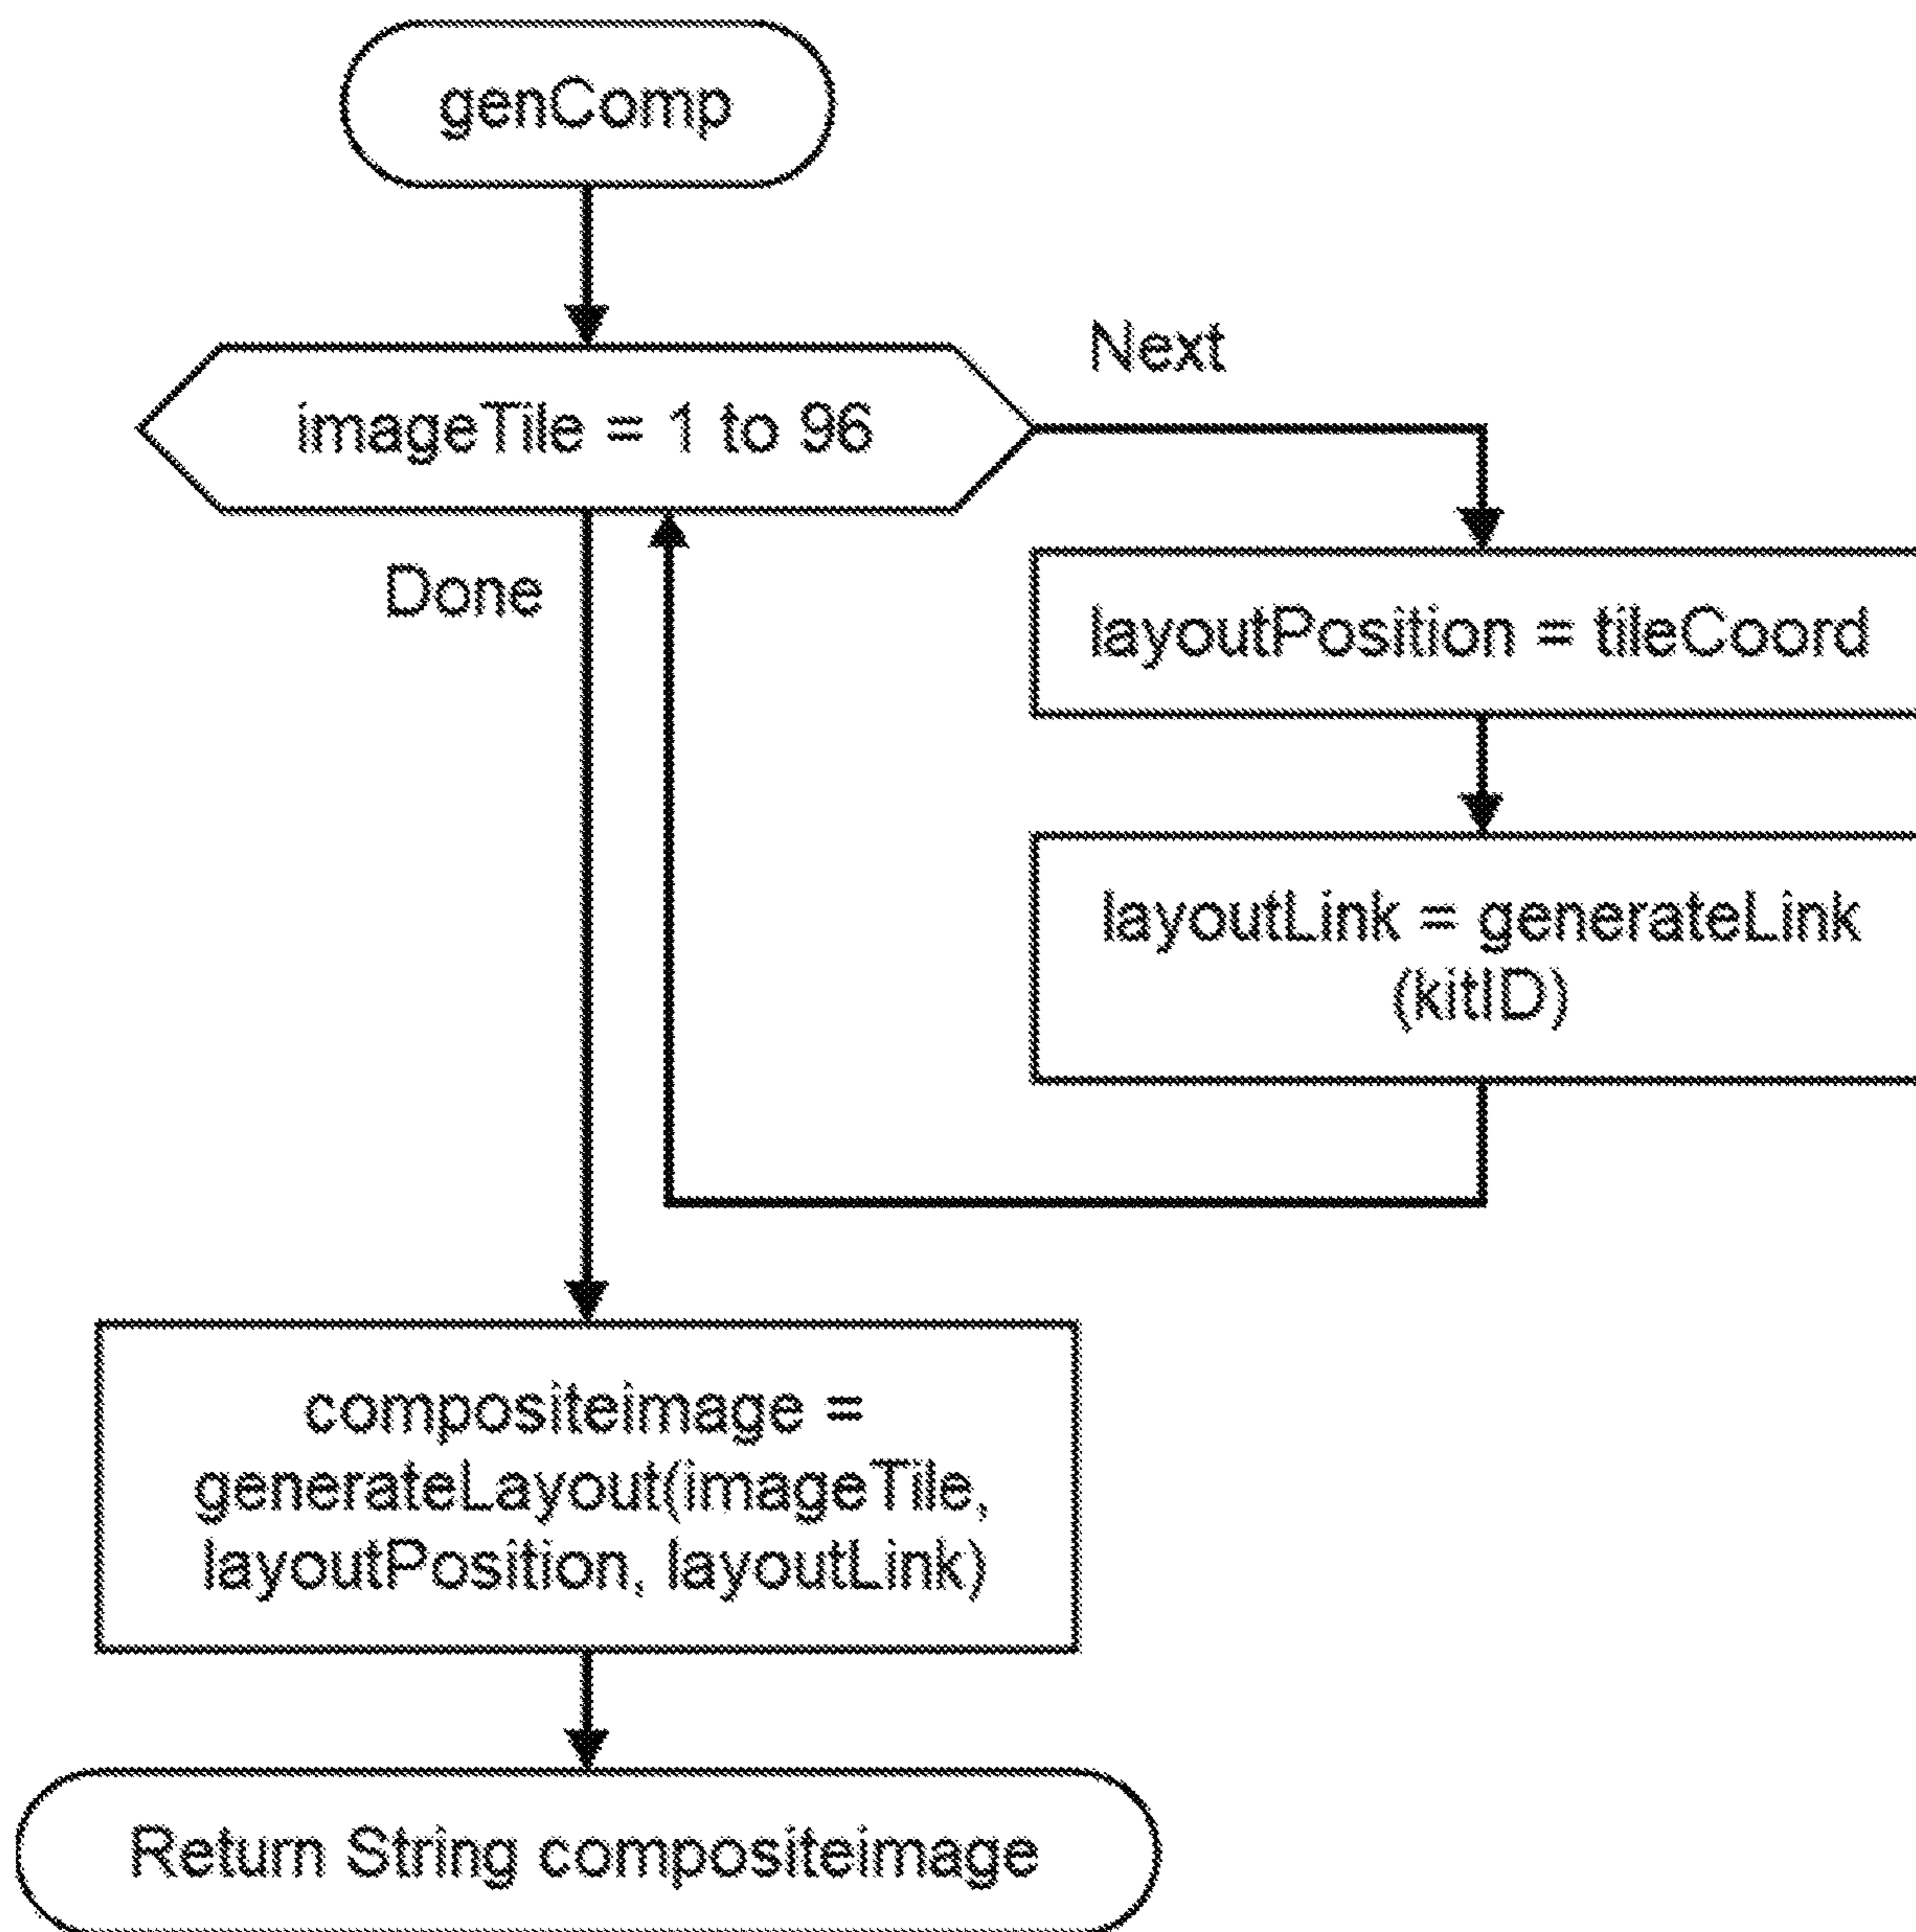 genComp
imageTile = 1 to 96
Next
Done
layoutPosition = tileCoord
layoutLink = generateLink
(kitID)
compositeimage =
generateLayout(imageTile,
layoutPosition, layoutLink)
Return String compositeimage